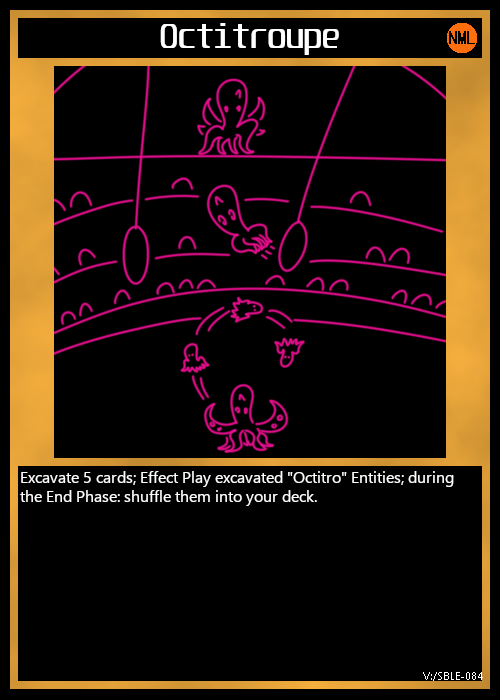 Octitroupe
NML
Excavate 5 cards; Effect Play excavated "Octitro" Entities; during
the End Phase: shuffle them into your deck.
V:/SBLE-084